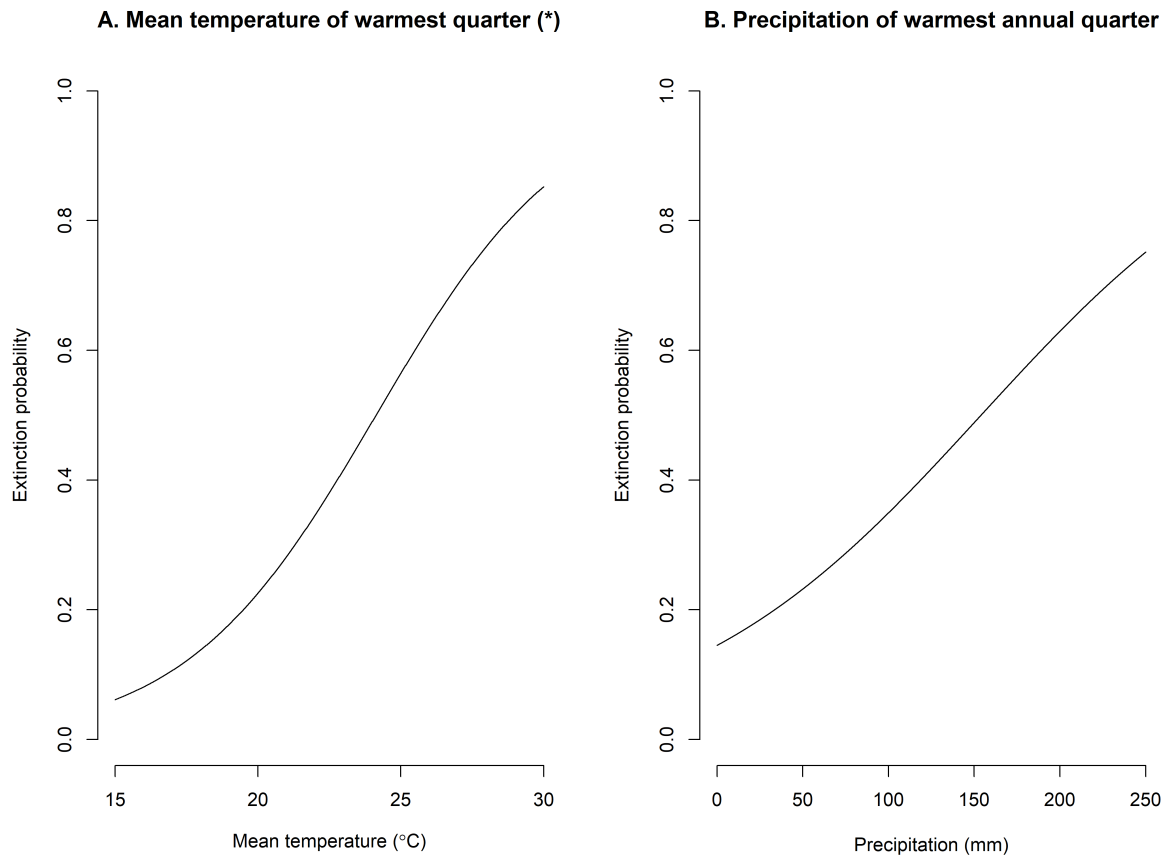 A. Mean temperature of warmest quarter (*)
Extinction probability
1.0
0.8
0.6
0.4
0.2
0.0
15 20 25 30
Mean temperature (°C)
B. Precipitation of warmest annual quarter
Extinction probability
1.0
0.8
0.6
0.4
0.2
0.0
0 50 100 150 200 250
Precipitation (mm)